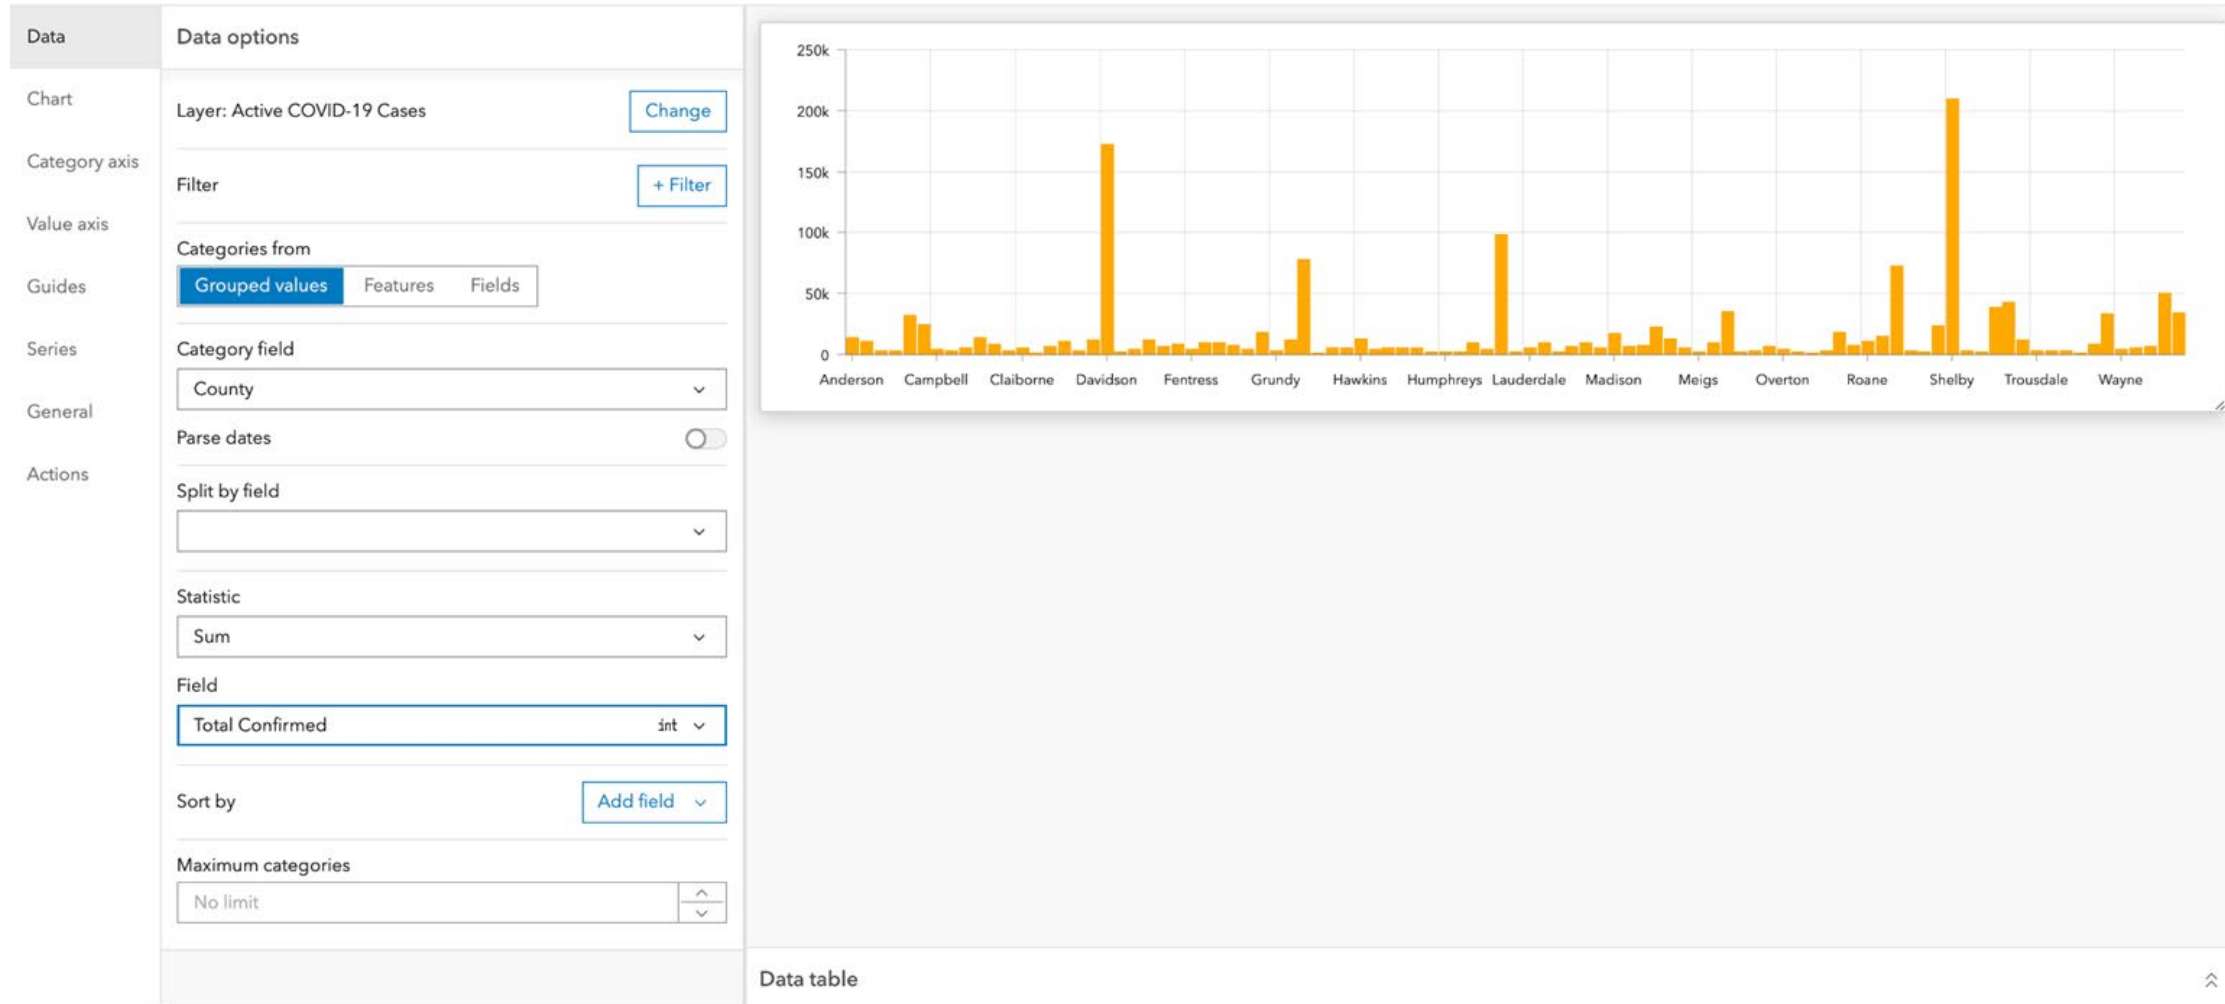 Data
Chart
Category axis
Value axis
Guides
Series
General
Actions
Data options
Layer: Active COVID-19 Cases
Change
Filter
+ Filter
Categories from
Grouped values Features Fields
Category field
County
Parse dates
Split by field
Statistic
Sum
Field
Total Confirmed int
Sort by
Add field
Maximum categories
No limit
250k
200k
150k
100k
50k
0
Anderson Campbell Claiborne Davidson Fentress Grundy Hawkins Humphreys Lauderdale Madison Meigs Overton Roane Shelby Trousdale Wayne
Data table